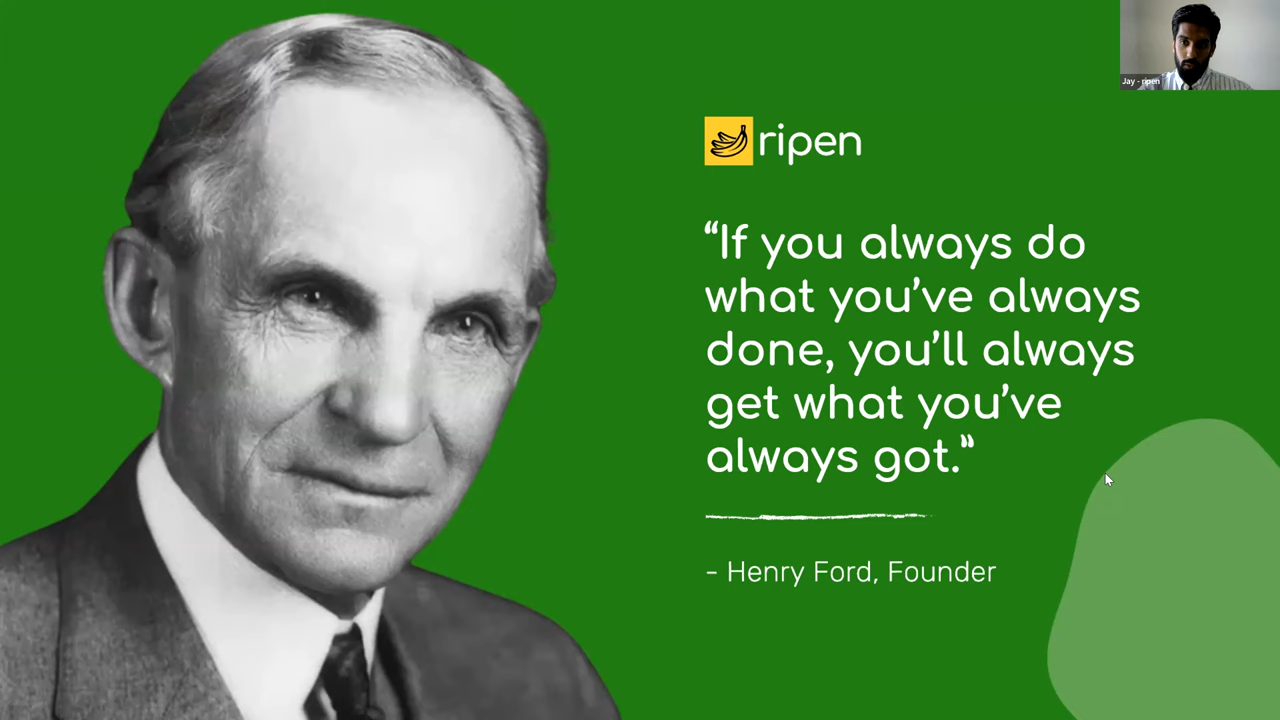 Jay - ripen
ripen
“If you always do
what you’ve always
done, you’ll always
get what you’ve
always got.”
- Henry Ford, Founder